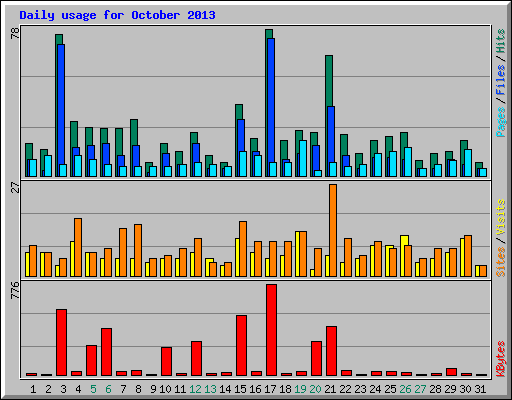 Daily usage for October 2013
78
Pages / Files / Hits
27
Sites / Visits
776
KBytes
1 2 3 4 5 6 7 8 9 10 11 12 13 14 15 16 17 18 19 20 21 22 23 24 25 26 27 28 29 30 31